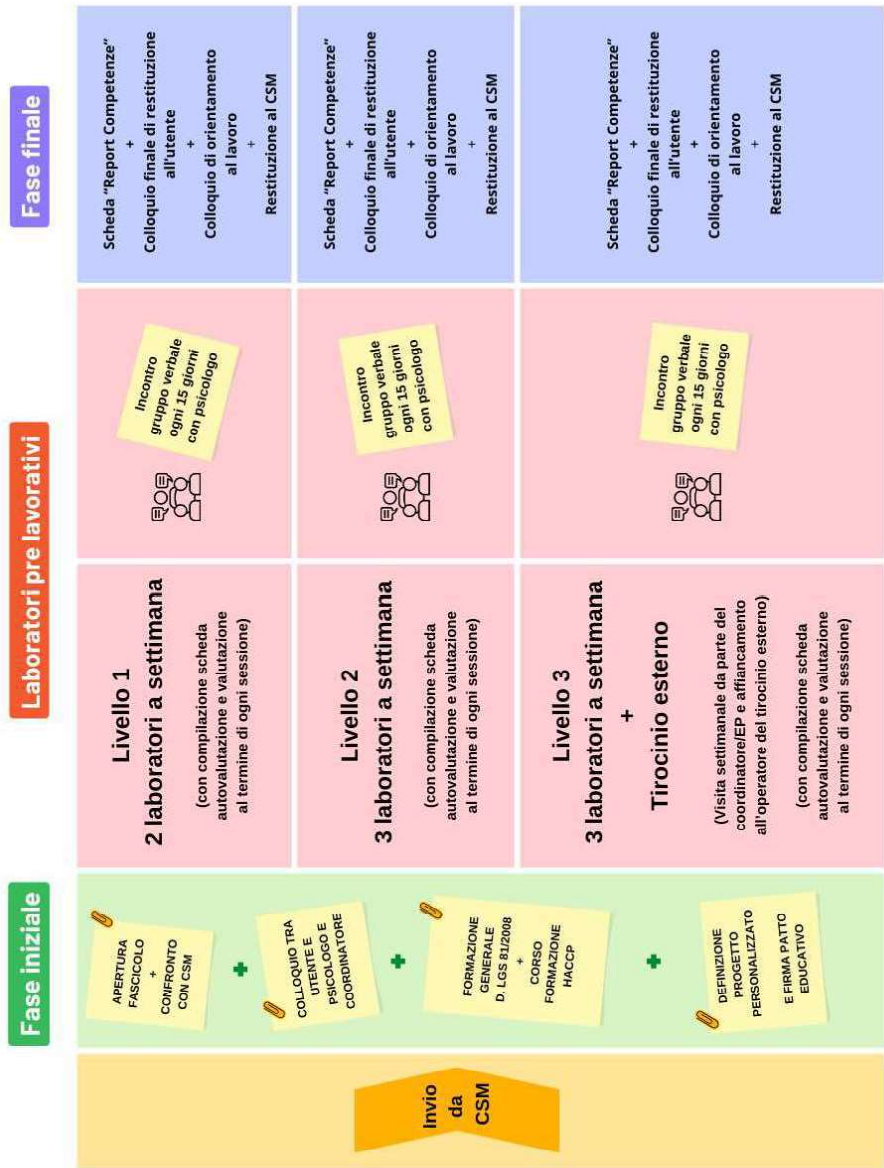 Fase iniziale
Laboratori pre lavorativi
Fase finale
Invio
da
CSM
APERTURA
FASCICOLO
+
CONFRONTO
CON CSM
+
COLLOQUIO TRA
UTENTE E
PSICOLOGO E
COORDINATORE
+
FORMAZIONE
GENERALE
D. LGS 81/2008
+
CORSO
FORMAZIONE
HACCP
+
DEFINIZIONE
PROGETTO
PERSONALIZZATO
E FIRMA PATTO
EDUCATIVO
Livello 1
2 laboratori a settimana
(con compilazione scheda
autovalutazione e valutazione
al termine di ogni sessione)
Incontro
gruppo verbale
ogni 15 giorni
con psicologo
Scheda “Report Competenze”
+
Colloquio finale di restituzione
all’utente
+
Colloquio di orientamento
al lavoro
+
Restituzione al CSM
Livello 2
3 laboratori a settimana
(con compilazione scheda
autovalutazione e valutazione
al termine di ogni sessione)
Incontro
gruppo verbale
ogni 15 giorni
con psicologo
Scheda “Report Competenze”
+
Colloquio finale di restituzione
all’utente
+
Colloquio di orientamento
al lavoro
+
Restituzione al CSM
Livello 3
3 laboratori a settimana
+
Tirocinio esterno
(Visita settimanale da parte del
coordinatore/EP e affiancamento
all’operatore del tirocinio esterno)
(con compilazione scheda
autovalutazione e valutazione
al termine di ogni sessione)
Incontro
gruppo verbale
ogni 15 giorni
con psicologo
Scheda “Report Competenze”
+
Colloquio finale di restituzione
all’utente
+
Colloquio di orientamento
al lavoro
+
Restituzione al CSM